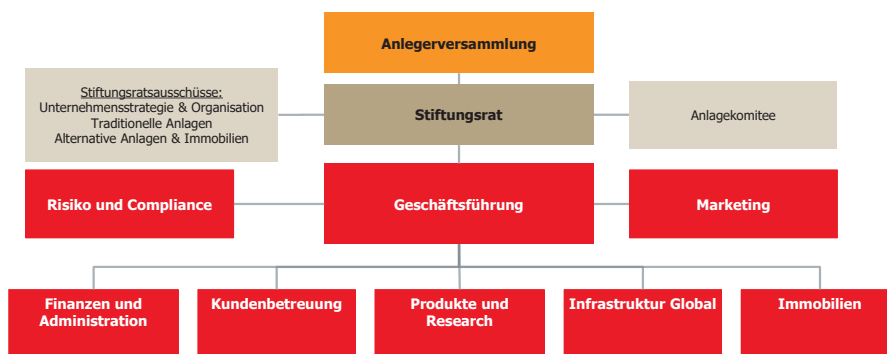 Anlegerversammlung
Stiftungsratsausschüsse:
Unternehmensstrategie & Organisation
Traditionelle Anlagen
Alternative Anlagen & Immobilien
Stiftungsrat
Anlagekomitee
Risiko und Compliance
Geschäftsführung
Marketing
Finanzen und
Administration
Kundenbetreuung
Produkte und
Research
Infrastruktur Global
Immobilien